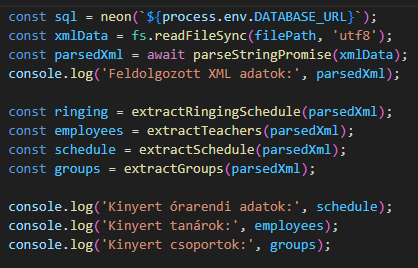 const sql = neon(`${process.env.DATABASE_URL}`);
const xmlData = fs.readFileSync(filePath, 'utf8');
const parsedXml = await parseStringPromise(xmlData);
console.log('Feldolgozott XML adatok:', parsedXml);
const ringing = extractRingingSchedule(parsedXml);
const employees = extractTeachers(parsedXml);
const schedule = extractSchedule(parsedXml);
const groups = extractGroups(parsedXml);
console.log('Kinyert órarendi adatok:', schedule);
console.log('Kinyert tanárok:', employees);
console.log('Kinyert csoportok:', groups);